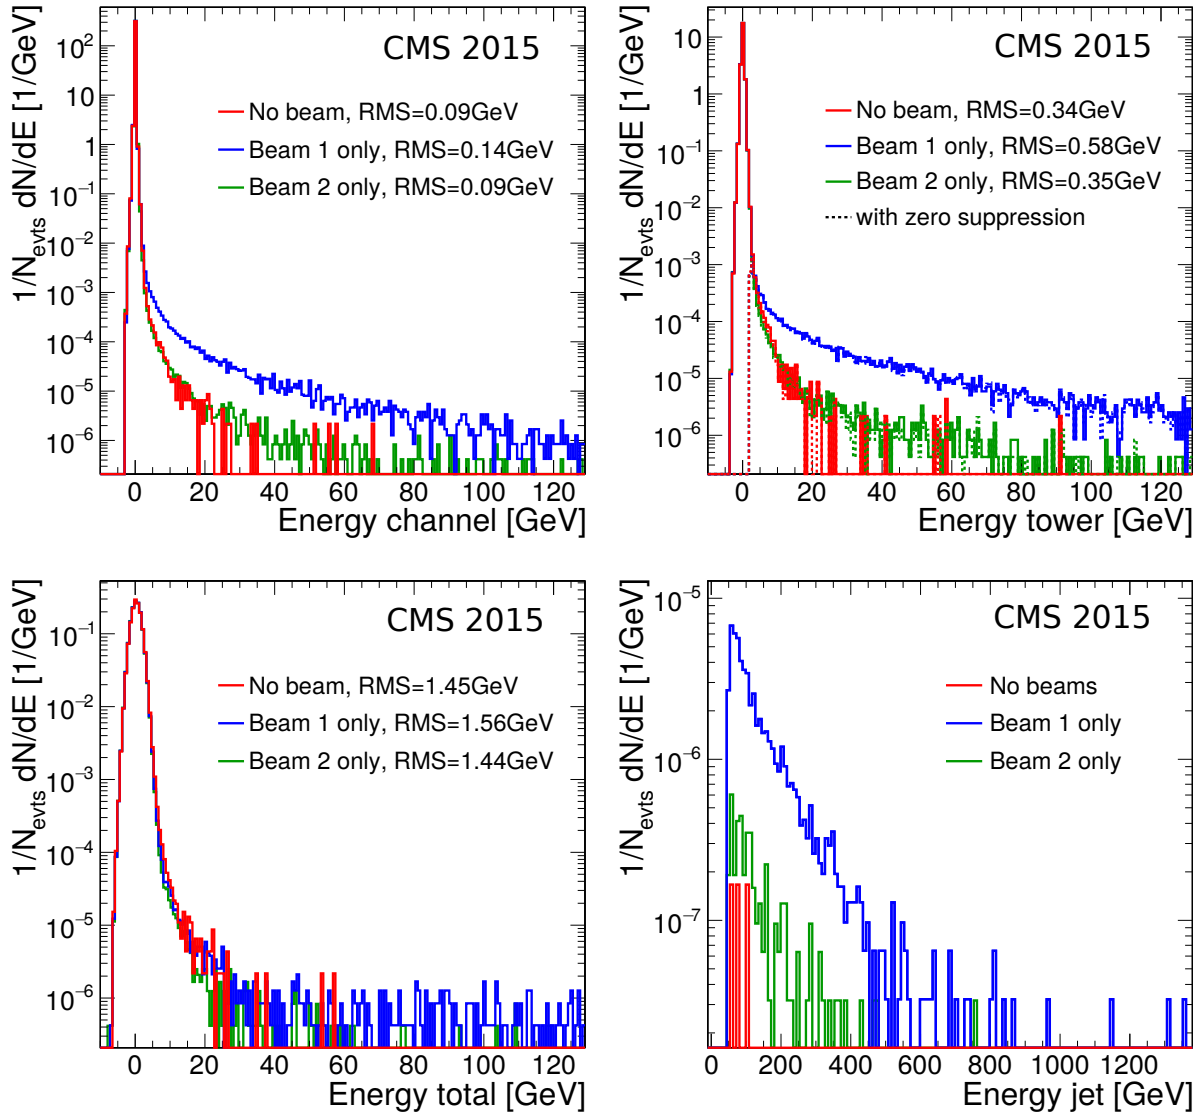 1/N_evts dN/dE [1/GeV]
10^2
10
1
10^-1
10^-2
10^-3
10^-4
10^-5
10^-6
CMS 2015
No beam, RMS=0.09GeV
Beam 1 only, RMS=0.14GeV
Beam 2 only, RMS=0.09GeV
0 20 40 60 80 100 120
Energy channel [GeV]
1/N_evts dN/dE [1/GeV]
10
1
10^-1
10^-2
10^-3
10^-4
10^-5
10^-6
CMS 2015
No beam, RMS=0.34GeV
Beam 1 only, RMS=0.58GeV
Beam 2 only, RMS=0.35GeV
with zero suppression
0 20 40 60 80 100 120
Energy tower [GeV]
1/N_evts dN/dE [1/GeV]
10^-1
10^-2
10^-3
10^-4
10^-5
10^-6
CMS 2015
No beam, RMS=1.45GeV
Beam 1 only, RMS=1.56GeV
Beam 2 only, RMS=1.44GeV
0 20 40 60 80 100 120
Energy total [GeV]
1/N_evts dN/dE [1/GeV]
10^-5
10^-6
10^-7
CMS 2015
No beams
Beam 1 only
Beam 2 only
0 200 400 600 800 1000 1200
Energy jet [GeV]